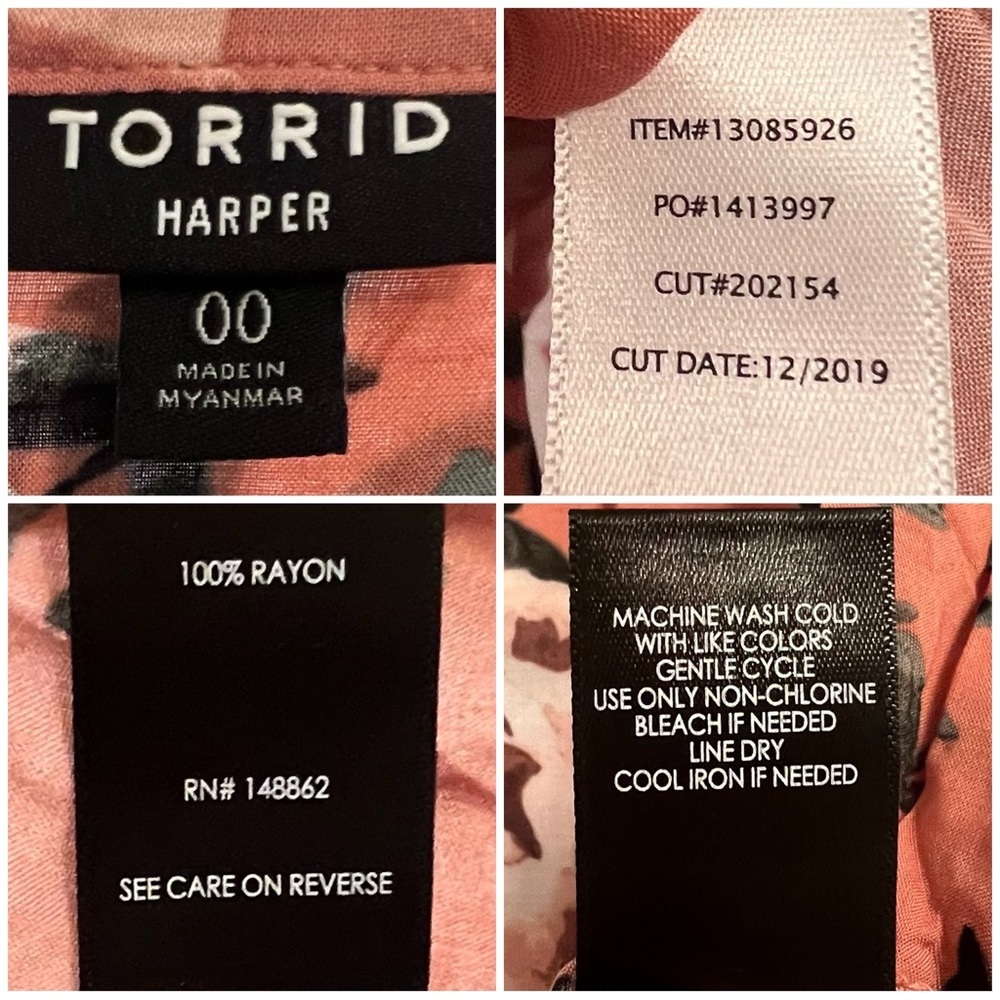 TORRID
HARPER
00
MADE IN
MYANMAR
ITEM#13085926
PO#1413997
CUT#202154
CUT DATE:12/2019
100% RAYON
RN# 148862
SEE CARE ON REVERSE
MACHINE WASH COLD
WITH LIKE COLORS
GENTLE CYCLE
USE ONLY NON-CHLORINE
BLEACH IF NEEDED
LINE DRY
COOL IRON IF NEEDED